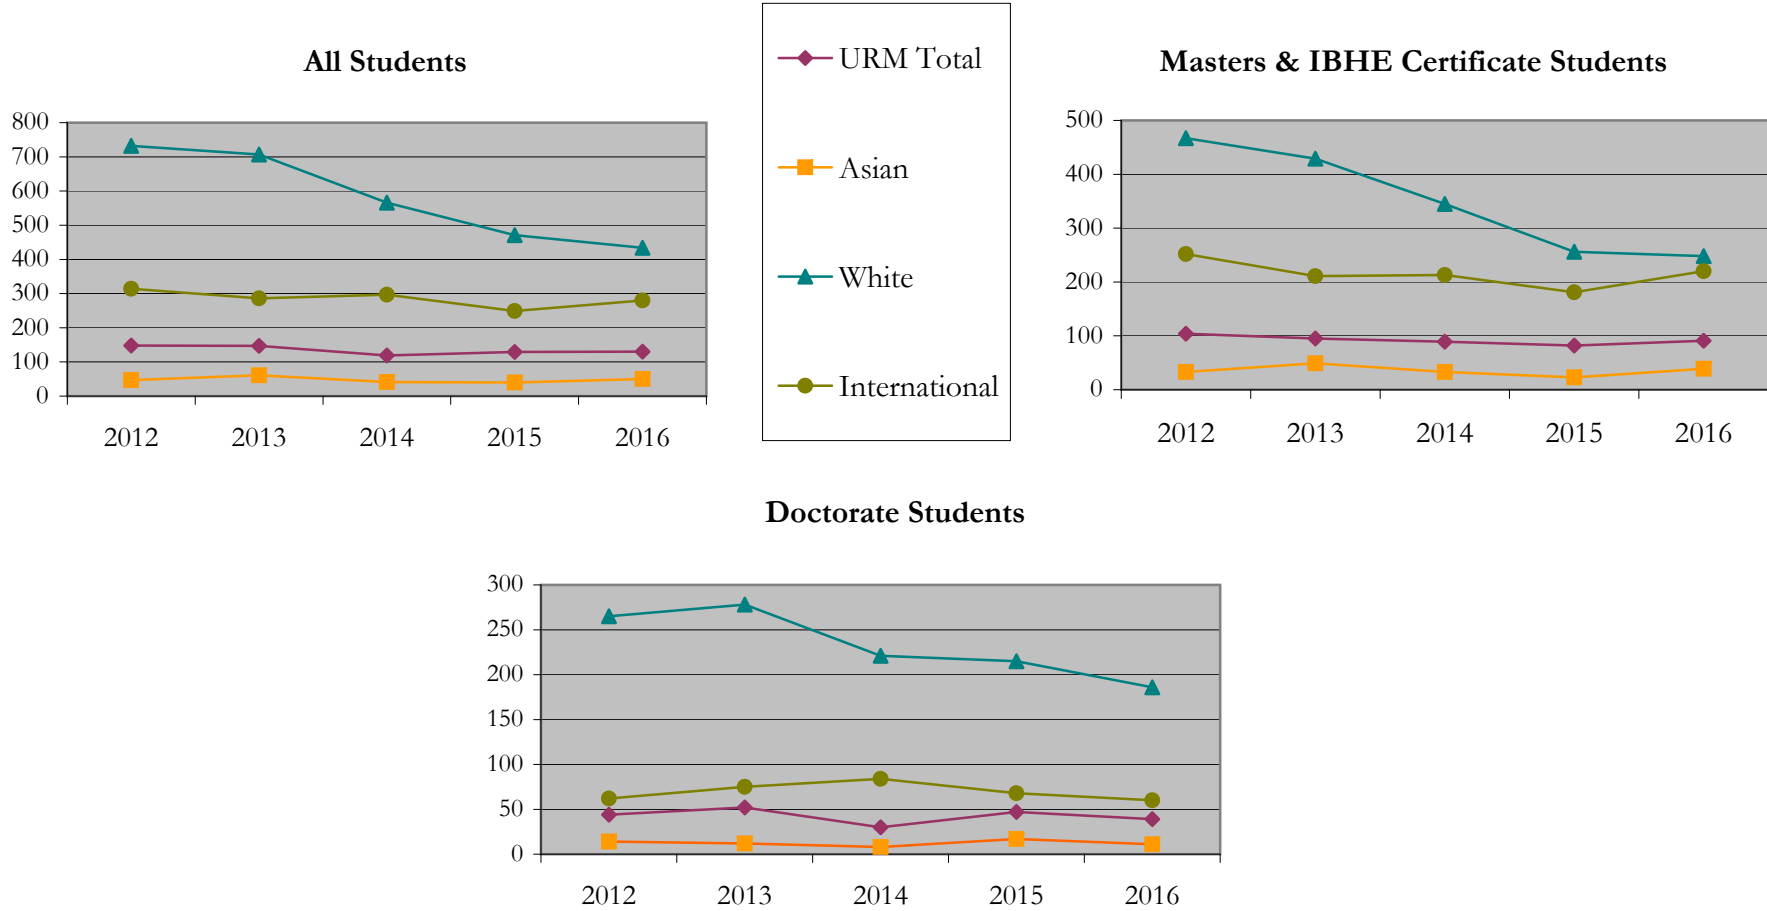 All Students
800
700
600
500
400
300
200
100
0
2012 2013 2014 2015 2016
URM Total
Asian
White
International
Masters & IBHE Certificate Students
500
400
300
200
100
0
2012 2013 2014 2015 2016
Doctorate Students
300
250
200
150
100
50
0
2012 2013 2014 2015 2016